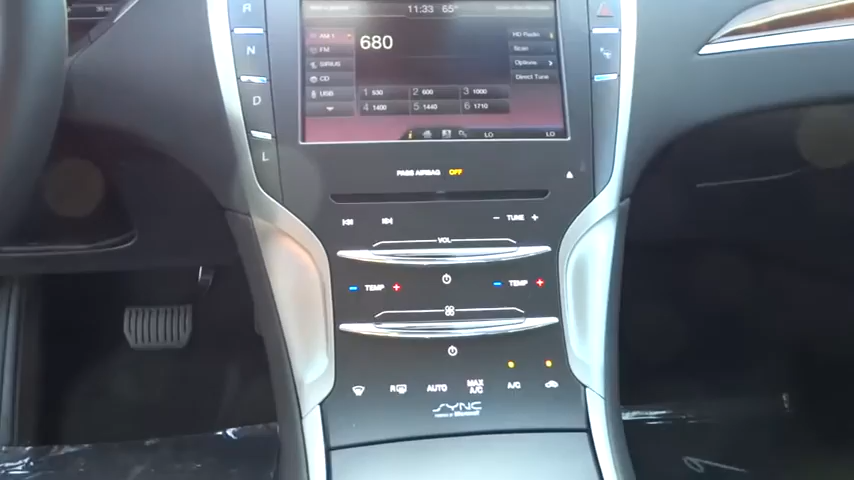 R
N
D
L
11:33 65°
AM 1
FM
SIRIUS
CD
USB
680
HD Radio
Scan
Options
Direct Tune
1 530 2 600 3 1000
4 1400 5 1440 6 1710
LO LO
PASS AIRBAG OFF
- TUNE +
VOL
- TEMP + - TEMP +
R AUTO MAX A/C A/C
SYNC
Microsoft